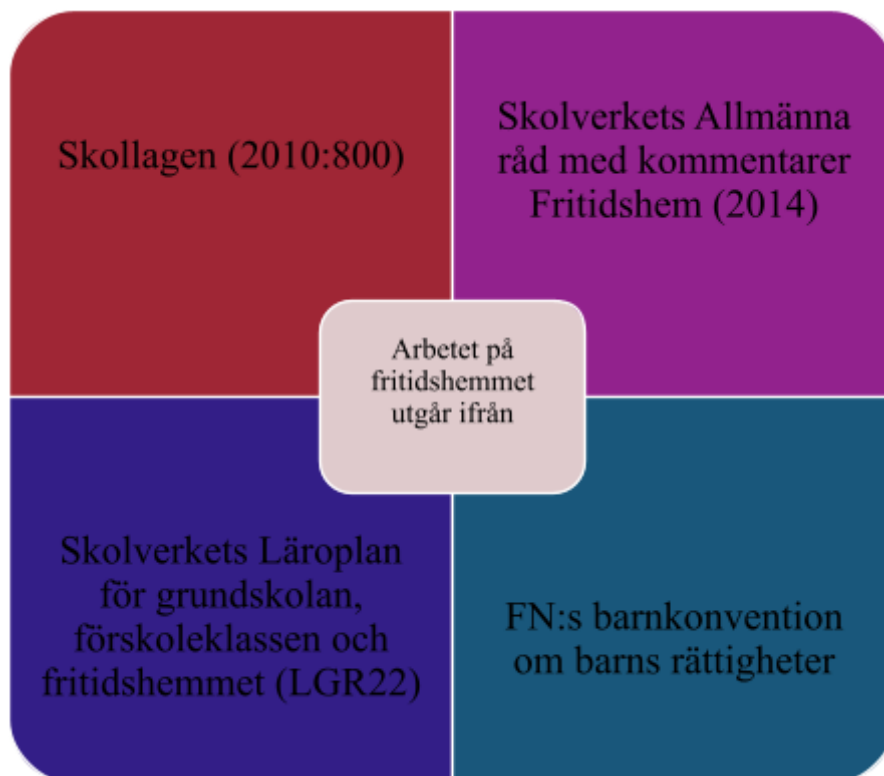 Skollagen (2010:800)
Skolverkets Allmänna
råd med kommentarer
Fritidshem (2014)
Arbetet på
fritidshemmet
utgår ifrån
Skolverkets Läroplan
för grundskolan,
förskoleklassen och
fritidshemmet (LGR22)
FN:s barnkonvention
om barns rättigheter